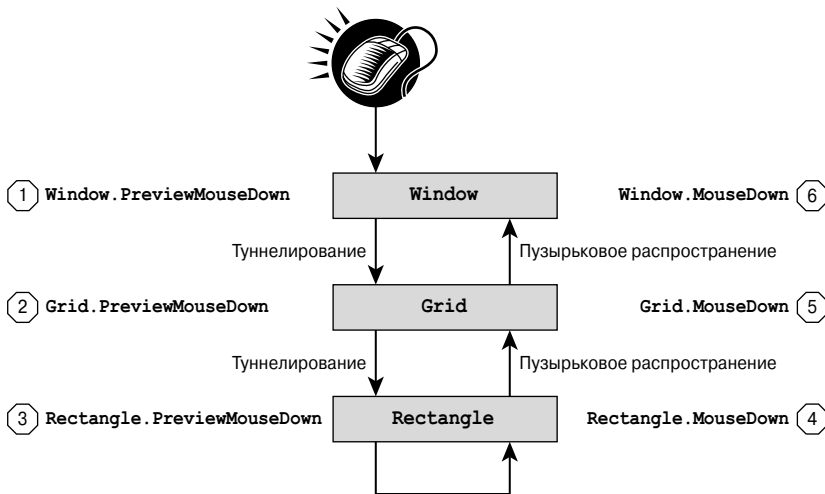 1 Window.PreviewMouseDown Window Window.MouseDown 6
Туннелирование Пузырьковое распространение
2 Grid.PreviewMouseDown Grid Grid.MouseDown 5
Туннелирование Пузырьковое распространение
3 Rectangle.PreviewMouseDown Rectangle Rectangle.MouseDown 4